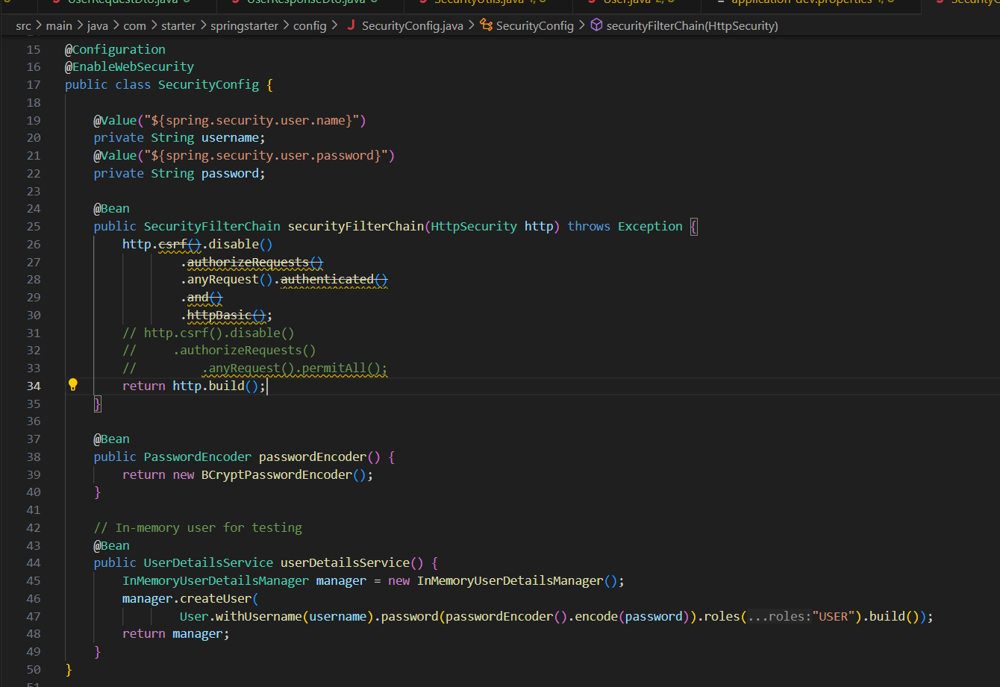 UserRequestDto.java UserResponseDto.java SecurityUtils.java User.java 2, application-dev.properties
src > main > java > com > starter > springstarter > config > J SecurityConfig.java > SecurityConfig > securityFilterChain(HttpSecurity)
15 @Configuration
16 @EnableWebSecurity
17 public class SecurityConfig {
18
19 @Value("${spring.security.user.name}")
20 private String username;
21 @Value("${spring.security.user.password}")
22 private String password;
23
24 @Bean
25 public SecurityFilterChain securityFilterChain(HttpSecurity http) throws Exception {
26 http.csrf().disable()
27 .authorizeRequests()
28 .anyRequest().authenticated()
29 .and()
30 .httpBasic();
31 // http.csrf().disable()
32 // .authorizeRequests()
33 // .anyRequest().permitAll();
34 return http.build();
35 }
36
37 @Bean
38 public PasswordEncoder passwordEncoder() {
39 return new BCryptPasswordEncoder();
40 }
41
42 // In-memory user for testing
43 @Bean
44 public UserDetailsService userDetailsService() {
45 InMemoryUserDetailsManager manager = new InMemoryUserDetailsManager();
46 manager.createUser(
47 User.withUsername(username).password(passwordEncoder().encode(password)).roles(...roles:"USER").build());
48 return manager;
49 }
50 }
51